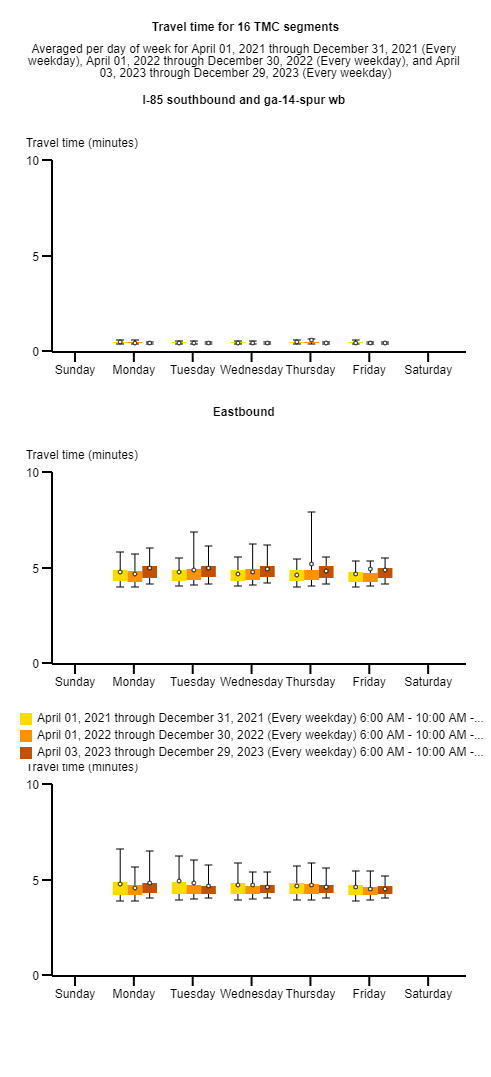 Travel time for 16 TMC segments
Averaged per day of week for April 01, 2021 through December 31, 2021 (Every
weekday), April 01, 2022 through December 30, 2022 (Every weekday), and April
03, 2023 through December 29, 2023 (Every weekday)
I-85 southbound and ga-14-spur wb
Travel time (minutes)
10
5
0
Sunday Monday Tuesday Wednesday Thursday Friday Saturday
Eastbound
Travel time (minutes)
10
5
0
Sunday Monday Tuesday Wednesday Thursday Friday Saturday
April 01, 2021 through December 31, 2021 (Every weekday) 6:00 AM - 10:00 AM -...
April 01, 2022 through December 30, 2022 (Every weekday) 6:00 AM - 10:00 AM -...
April 03, 2023 through December 29, 2023 (Every weekday) 6:00 AM - 10:00 AM -...
Travel time (minutes)
10
5
0
Sunday Monday Tuesday Wednesday Thursday Friday Saturday